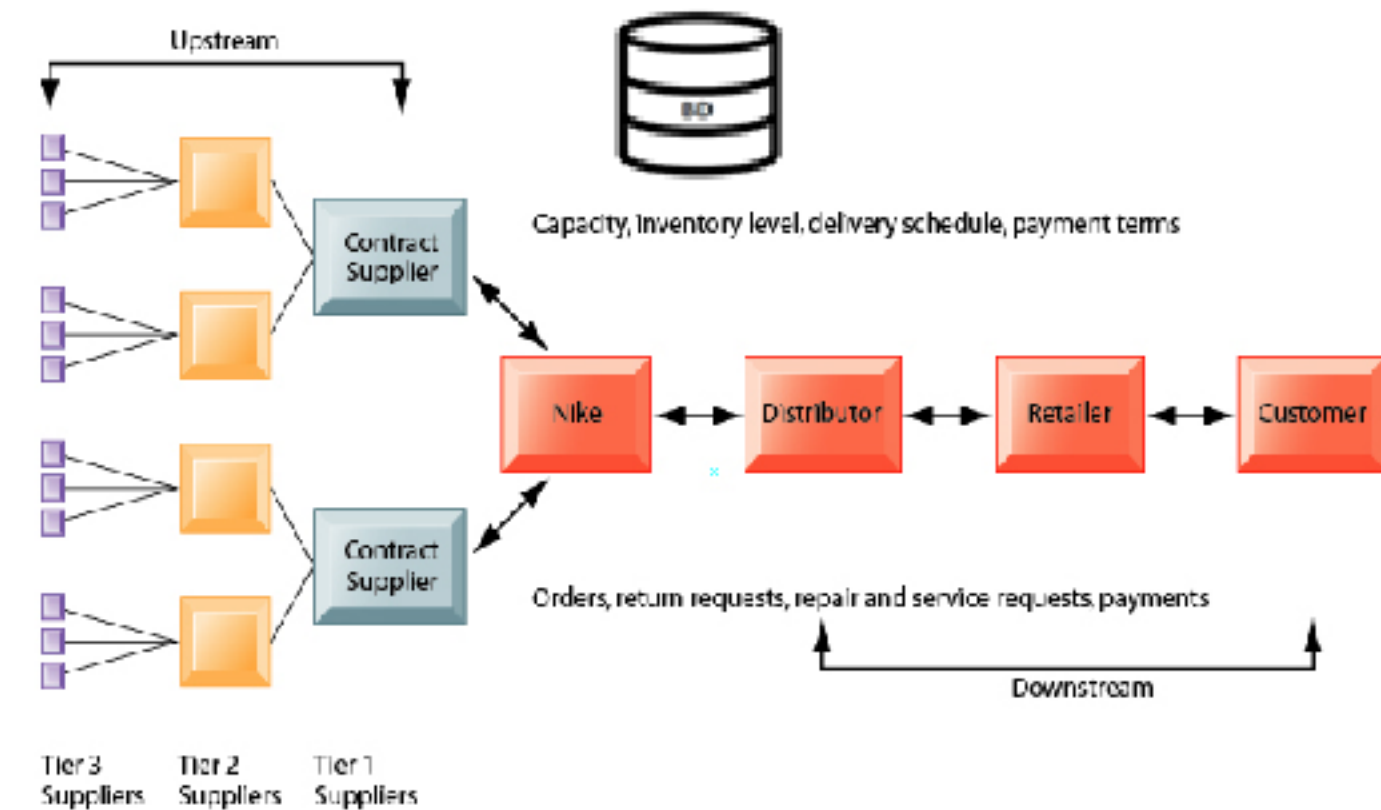 Upstream
BD
Capacity, inventory level, delivery schedule, payment terms
Contract
Supplier
Nike
Distributor
Retailer
Customer
Contract
Supplier
Orders, return requests, repair and service requests, payments
Downstream
Tier 3
Suppliers
Tier 2
Suppliers
Tier 1
Suppliers